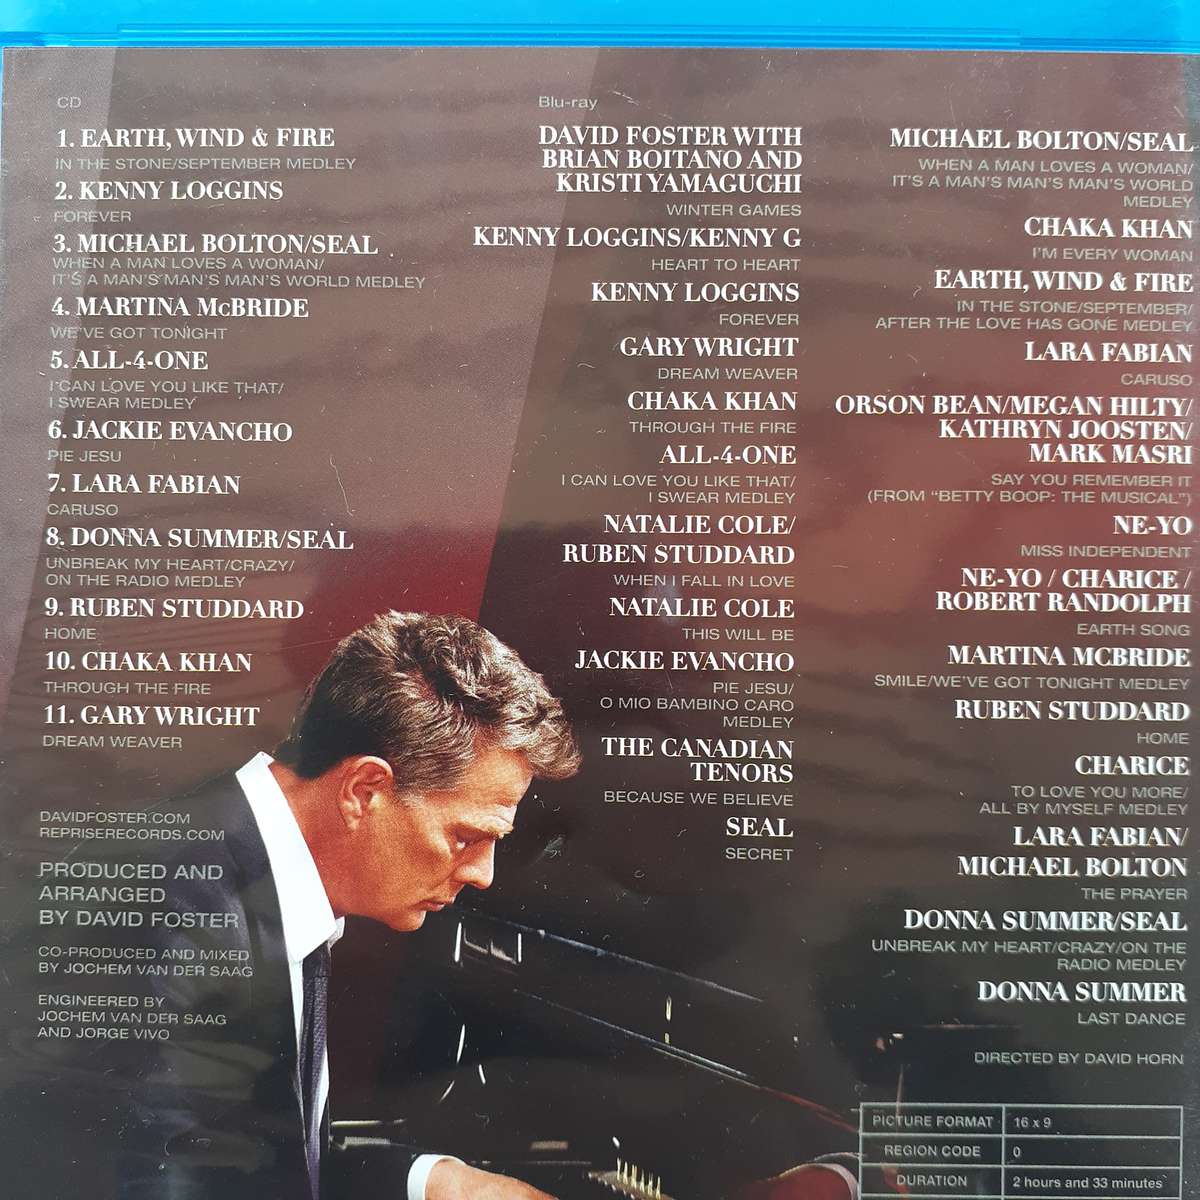 CD
1. EARTH, WIND & FIRE
IN THE STONE/SEPTEMBER MEDLEY
2. KENNY LOGGINS
FOREVER
3. MICHAEL BOLTON/SEAL
WHEN A MAN LOVES A WOMAN/
IT'S A MAN'S MAN'S MAN'S WORLD MEDLEY
4. MARTINA McBRIDE
WE'VE GOT TONIGHT
5. ALL-4-ONE
I CAN LOVE YOU LIKE THAT/
I SWEAR MEDLEY
6. JACKIE EVANCHO
PIE JESU
7. LARA FABIAN
CARUSO
8. DONNA SUMMER/SEAL
UNBREAK MY HEART/CRAZY/
ON THE RADIO MEDLEY
9. RUBEN STUDDARD
HOME
10. CHAKA KHAN
THROUGH THE FIRE
11. GARY WRIGHT
DREAM WEAVER
DAVIDFOSTER.COM
REPRISERECORDS.COM
PRODUCED AND
ARRANGED
BY DAVID FOSTER
CO-PRODUCED AND MIXED
BY JOCHEM VAN DER SAAG
ENGINEERED BY
JOCHEM VAN DER SAAG
AND JORGE VIVO
Blu-ray
DAVID FOSTER WITH
BRIAN BOITANO AND
KRISTI YAMAGUCHI
WINTER GAMES
KENNY LOGGINS/KENNY G
HEART TO HEART
KENNY LOGGINS
FOREVER
GARY WRIGHT
DREAM WEAVER
CHAKA KHAN
THROUGH THE FIRE
ALL-4-ONE
I CAN LOVE YOU LIKE THAT/
I SWEAR MEDLEY
NATALIE COLE/
RUBEN STUDDARD
WHEN I FALL IN LOVE
NATALIE COLE
THIS WILL BE
JACKIE EVANCHO
PIE JESU/
O MIO BAMBINO CARO
MEDLEY
THE CANADIAN
TENORS
BECAUSE WE BELIEVE
SEAL
SECRET
MICHAEL BOLTON/SEAL
WHEN A MAN LOVES A WOMAN/
IT'S A MAN'S MAN'S MAN'S WORLD
MEDLEY
CHAKA KHAN
I'M EVERY WOMAN
EARTH, WIND & FIRE
IN THE STONE/SEPTEMBER/
AFTER THE LOVE HAS GONE MEDLEY
LARA FABIAN
CARUSO
ORSON BEAN/MEGAN HILTY/
KATHRYN JOOSTEN/
MARK MASRI
SAY YOU REMEMBER IT
(FROM "BETTY BOOP: THE MUSICAL")
NE-YO
MISS INDEPENDENT
NE-YO / CHARICE /
ROBERT RANDOLPH
EARTH SONG
MARTINA MCBRIDE
SMILE/WE'VE GOT TONIGHT MEDLEY
RUBEN STUDDARD
HOME
CHARICE
TO LOVE YOU MORE/
ALL BY MYSELF MEDLEY
LARA FABIAN/
MICHAEL BOLTON
THE PRAYER
DONNA SUMMER/SEAL
UNBREAK MY HEART/CRAZY/ON THE
RADIO MEDLEY
DONNA SUMMER
LAST DANCE
DIRECTED BY DAVID HORN
PICTURE FORMAT 16 x 9
REGION CODE 0
DURATION 2 hours and 33 minutes